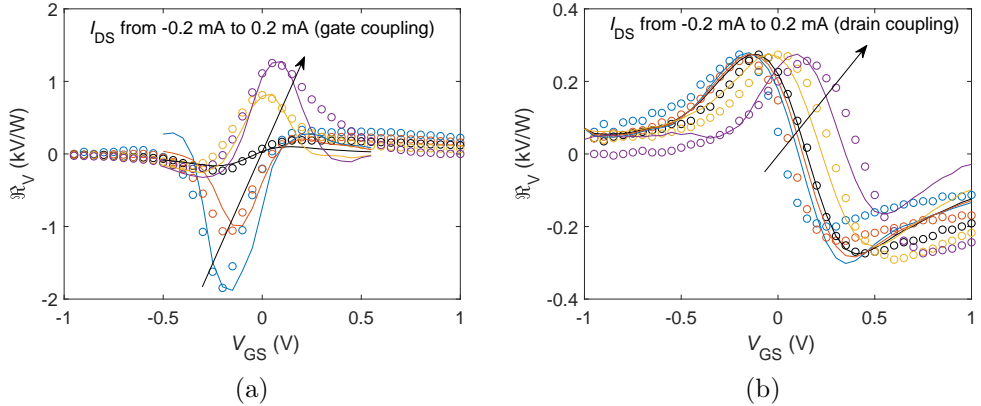 I_DS from -0.2 mA to 0.2 mA (gate coupling)
2
1
0
-1
-2
ℜ_V (kV/W)
-1
-0.5
0
0.5
1
V_GS (V)
(a)
I_DS from -0.2 mA to 0.2 mA (drain coupling)
0.4
0.2
0
-0.2
-0.4
ℜ_V (kV/W)
-1
-0.5
0
0.5
1
V_GS (V)
(b)